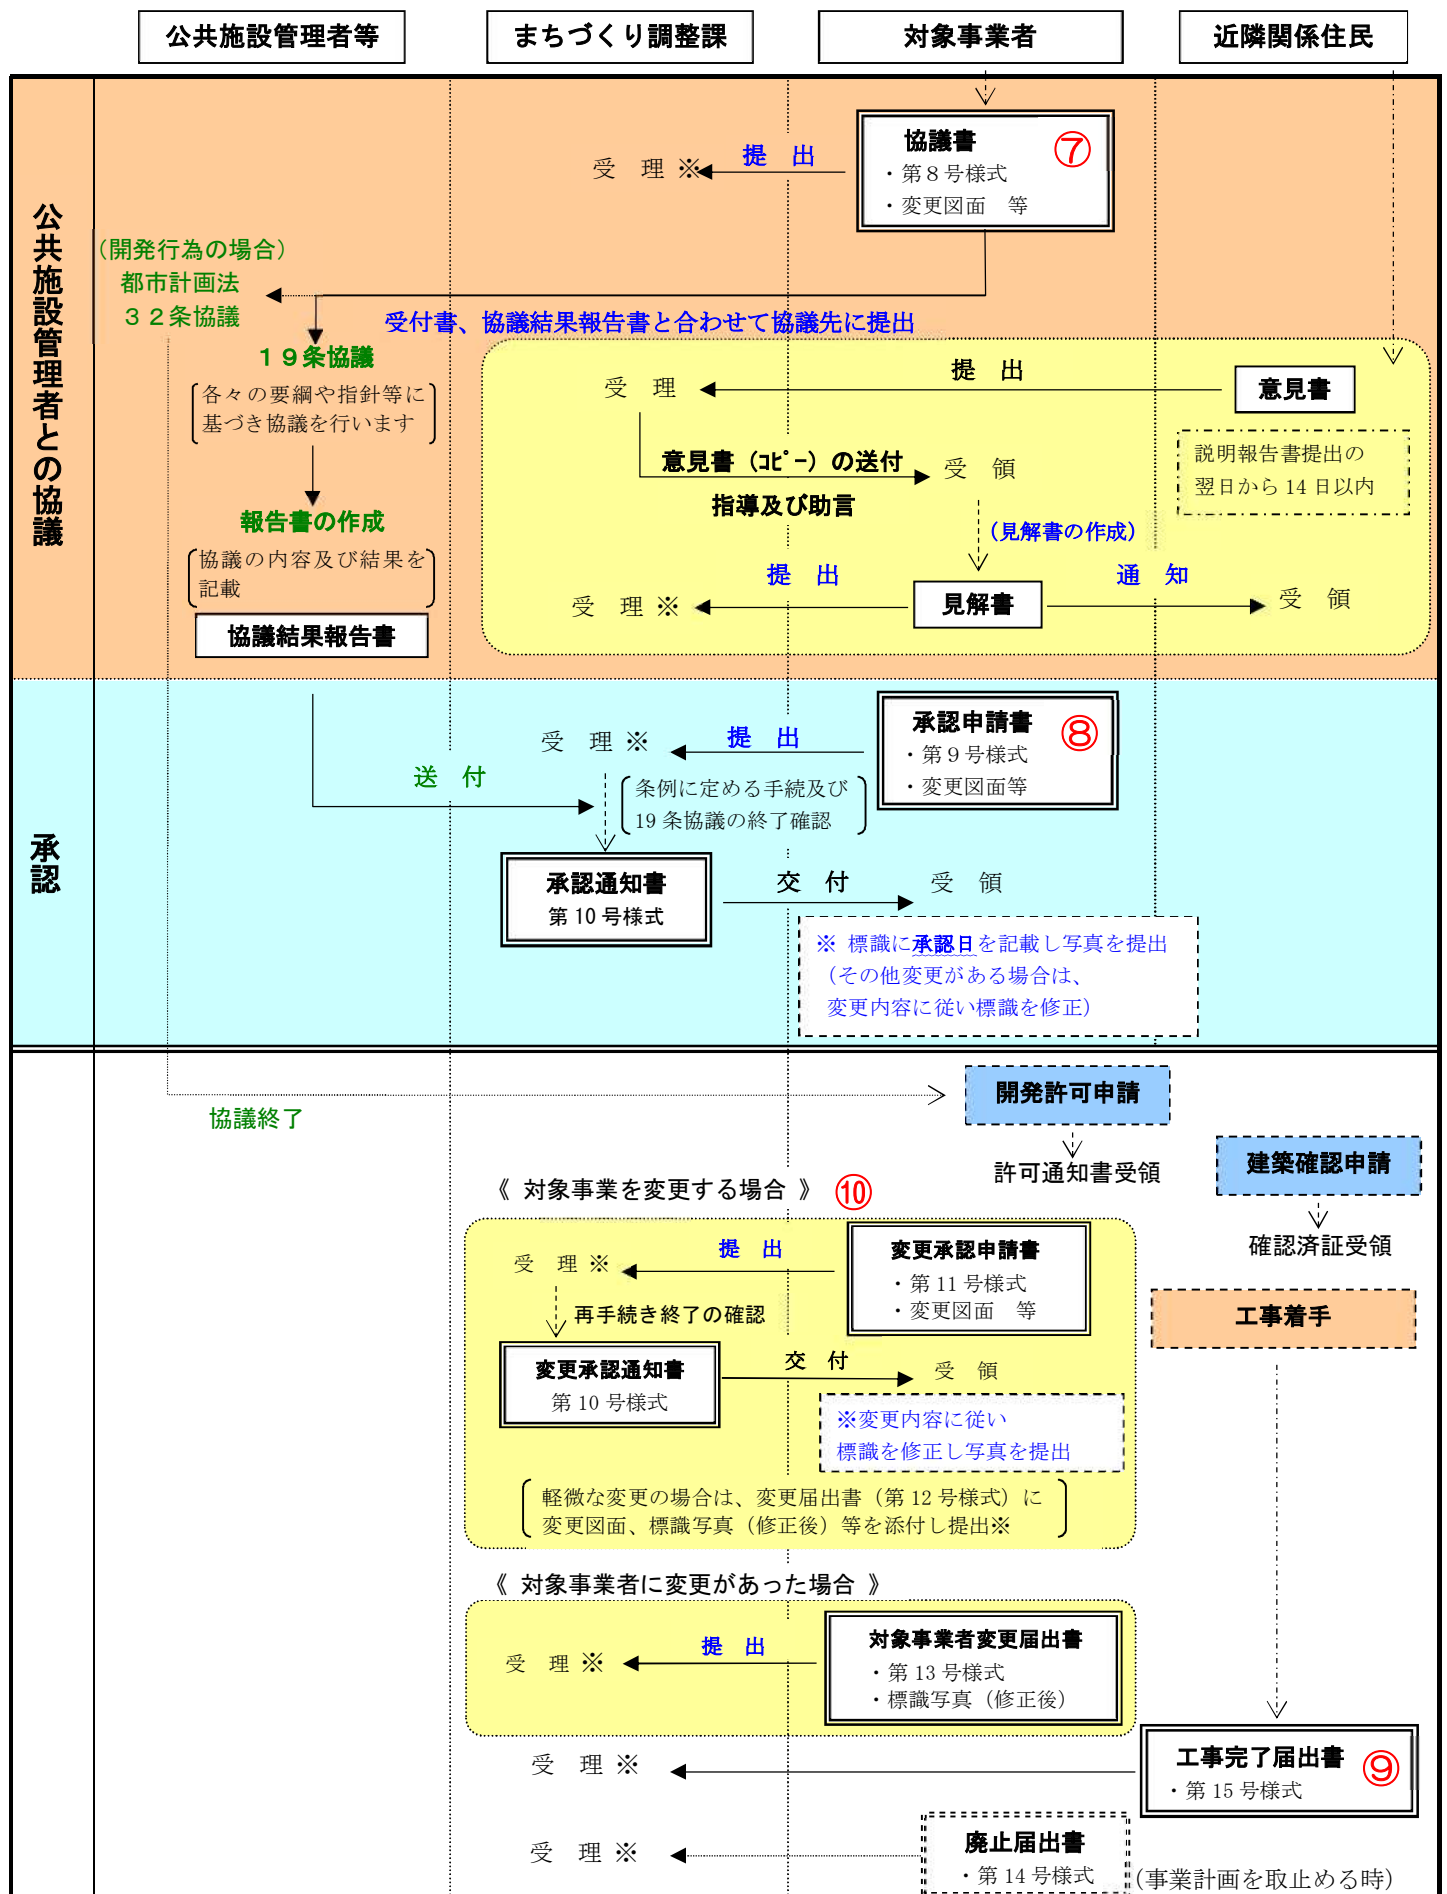 公共施設管理者等
まちづくり調整課
対象事業者
近隣関係住民
公共施設管理者との協議
協議書 ⑦
・第８号様式
・変更図面　等
提　出
受　理 ※
（開発行為の場合）
都市計画法
３２条協議
受付書、協議結果報告書と合わせて協議先に提出
１９条協議
各々の要綱や指針等に
基づき協議を行います
報告書の作成
協議の内容及び結果を
記載
協議結果報告書
提　出
受　理
意見書
説明報告書提出の
翌日から 14 日以内
意見書（ｺﾋﾟｰ）の送付
受　領
指導及び助言
（見解書の作成）
提　出
通　知
受　理 ※
見解書
受　領
承認
承認申請書 ⑧
・第９号様式
・変更図面等
提　出
受　理 ※
送　付
条例に定める手続及び
19 条協議の終了確認
承認通知書
第 10 号様式
交　付
受　領
※ 標識に承認日を記載し写真を提出
（その他変更がある場合は、
変更内容に従い標識を修正）
協議終了
開発許可申請
許可通知書受領
建築確認申請
確認済証受領
工事着手
《 対象事業を変更する場合 》 ⑩
変更承認申請書
・第 11 号様式
・変更図面　等
提　出
受　理 ※
再手続き終了の確認
変更承認通知書
第 10 号様式
交　付
受　領
※変更内容に従い
標識を修正し写真を提出
軽微な変更の場合は、変更届出書（第 12 号様式）に
変更図面、標識写真（修正後）等を添付し提出※
《 対象事業者に変更があった場合 》
対象事業者変更届出書
・第 13 号様式
・標識写真（修正後）
提　出
受　理 ※
工事完了届出書 ⑨
・第 15 号様式
受　理 ※
廃止届出書
・第 14 号様式
（事業計画を取止める時）
受　理 ※